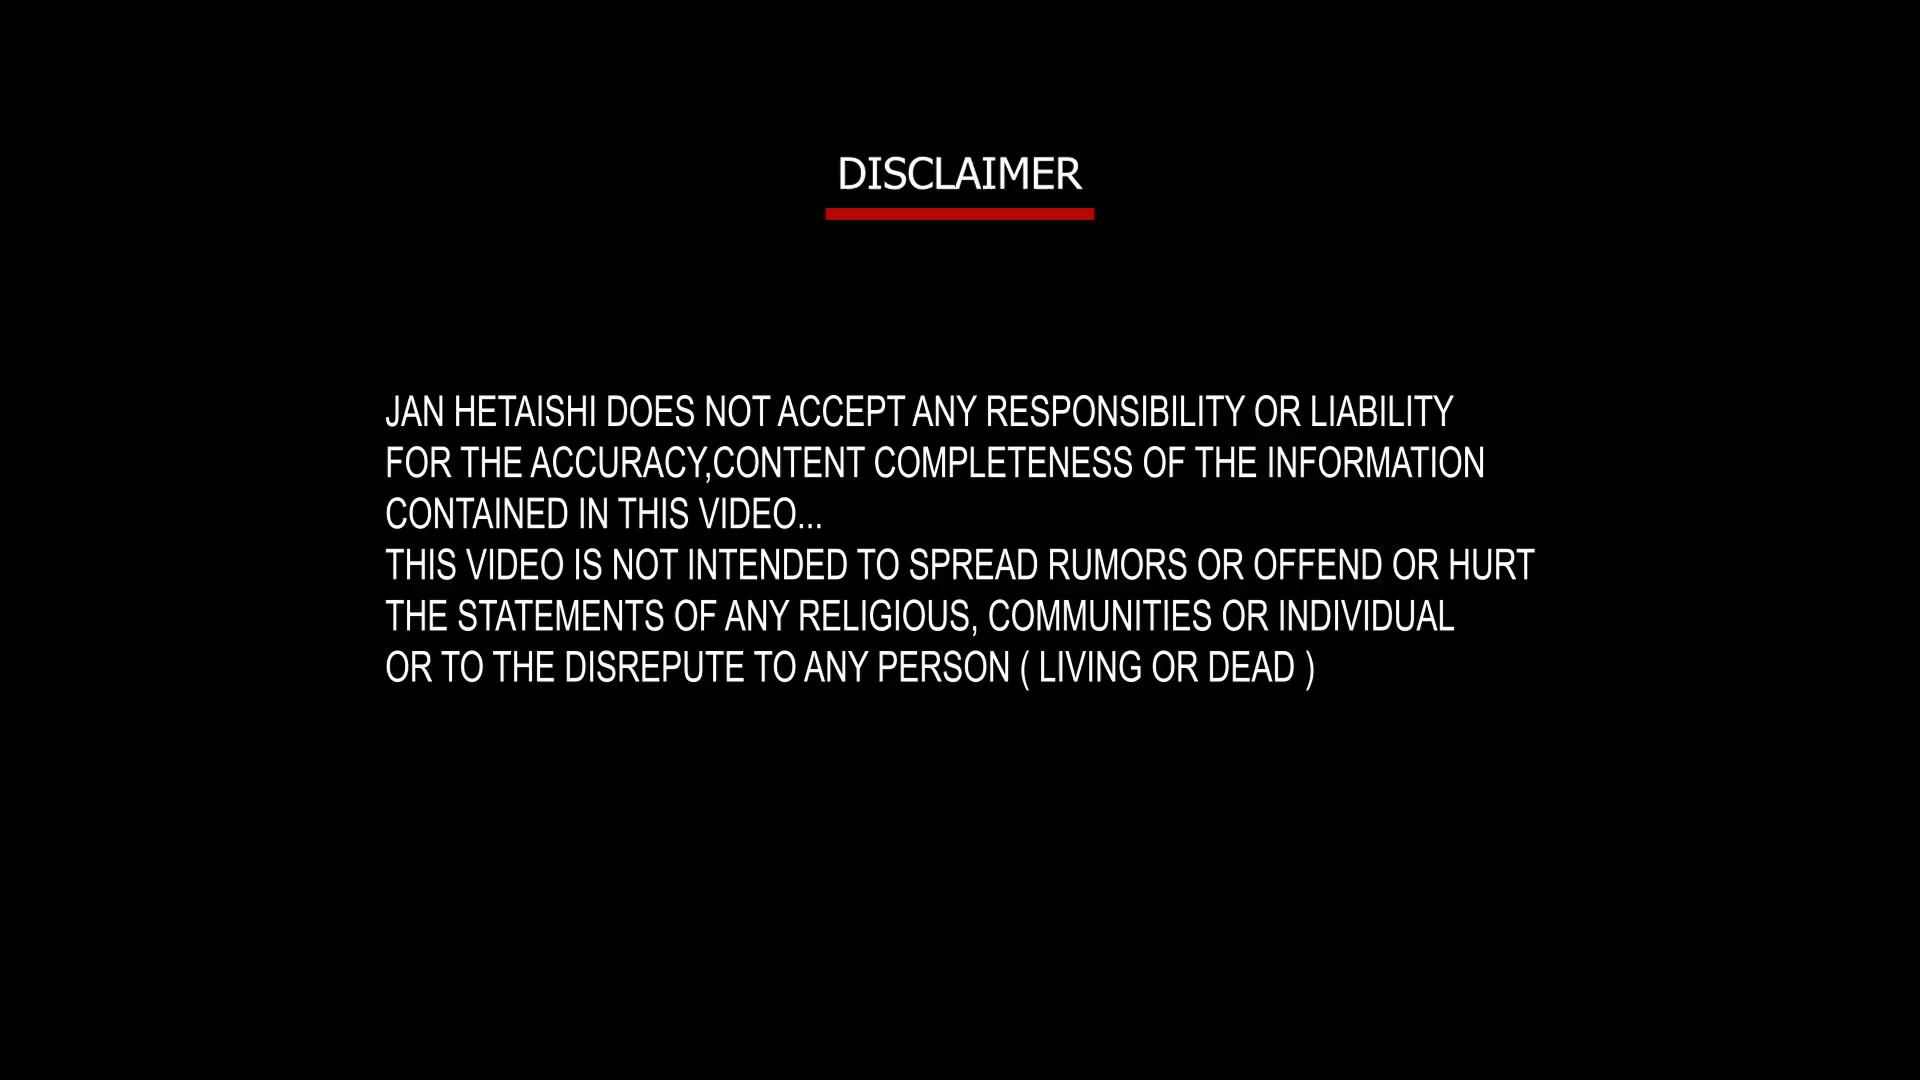 DISCLAIMER
JAN HETAISHI DOES NOT ACCEPT ANY RESPONSIBILITY OR LIABILITY
FOR THE ACCURACY,CONTENT COMPLETENESS OF THE INFORMATION
CONTAINED IN THIS VIDEO...
THIS VIDEO IS NOT INTENDED TO SPREAD RUMORS OR OFFEND OR HURT
THE STATEMENTS OF ANY RELIGIOUS, COMMUNITIES OR INDIVIDUAL
OR TO THE DISREPUTE TO ANY PERSON ( LIVING OR DEAD )